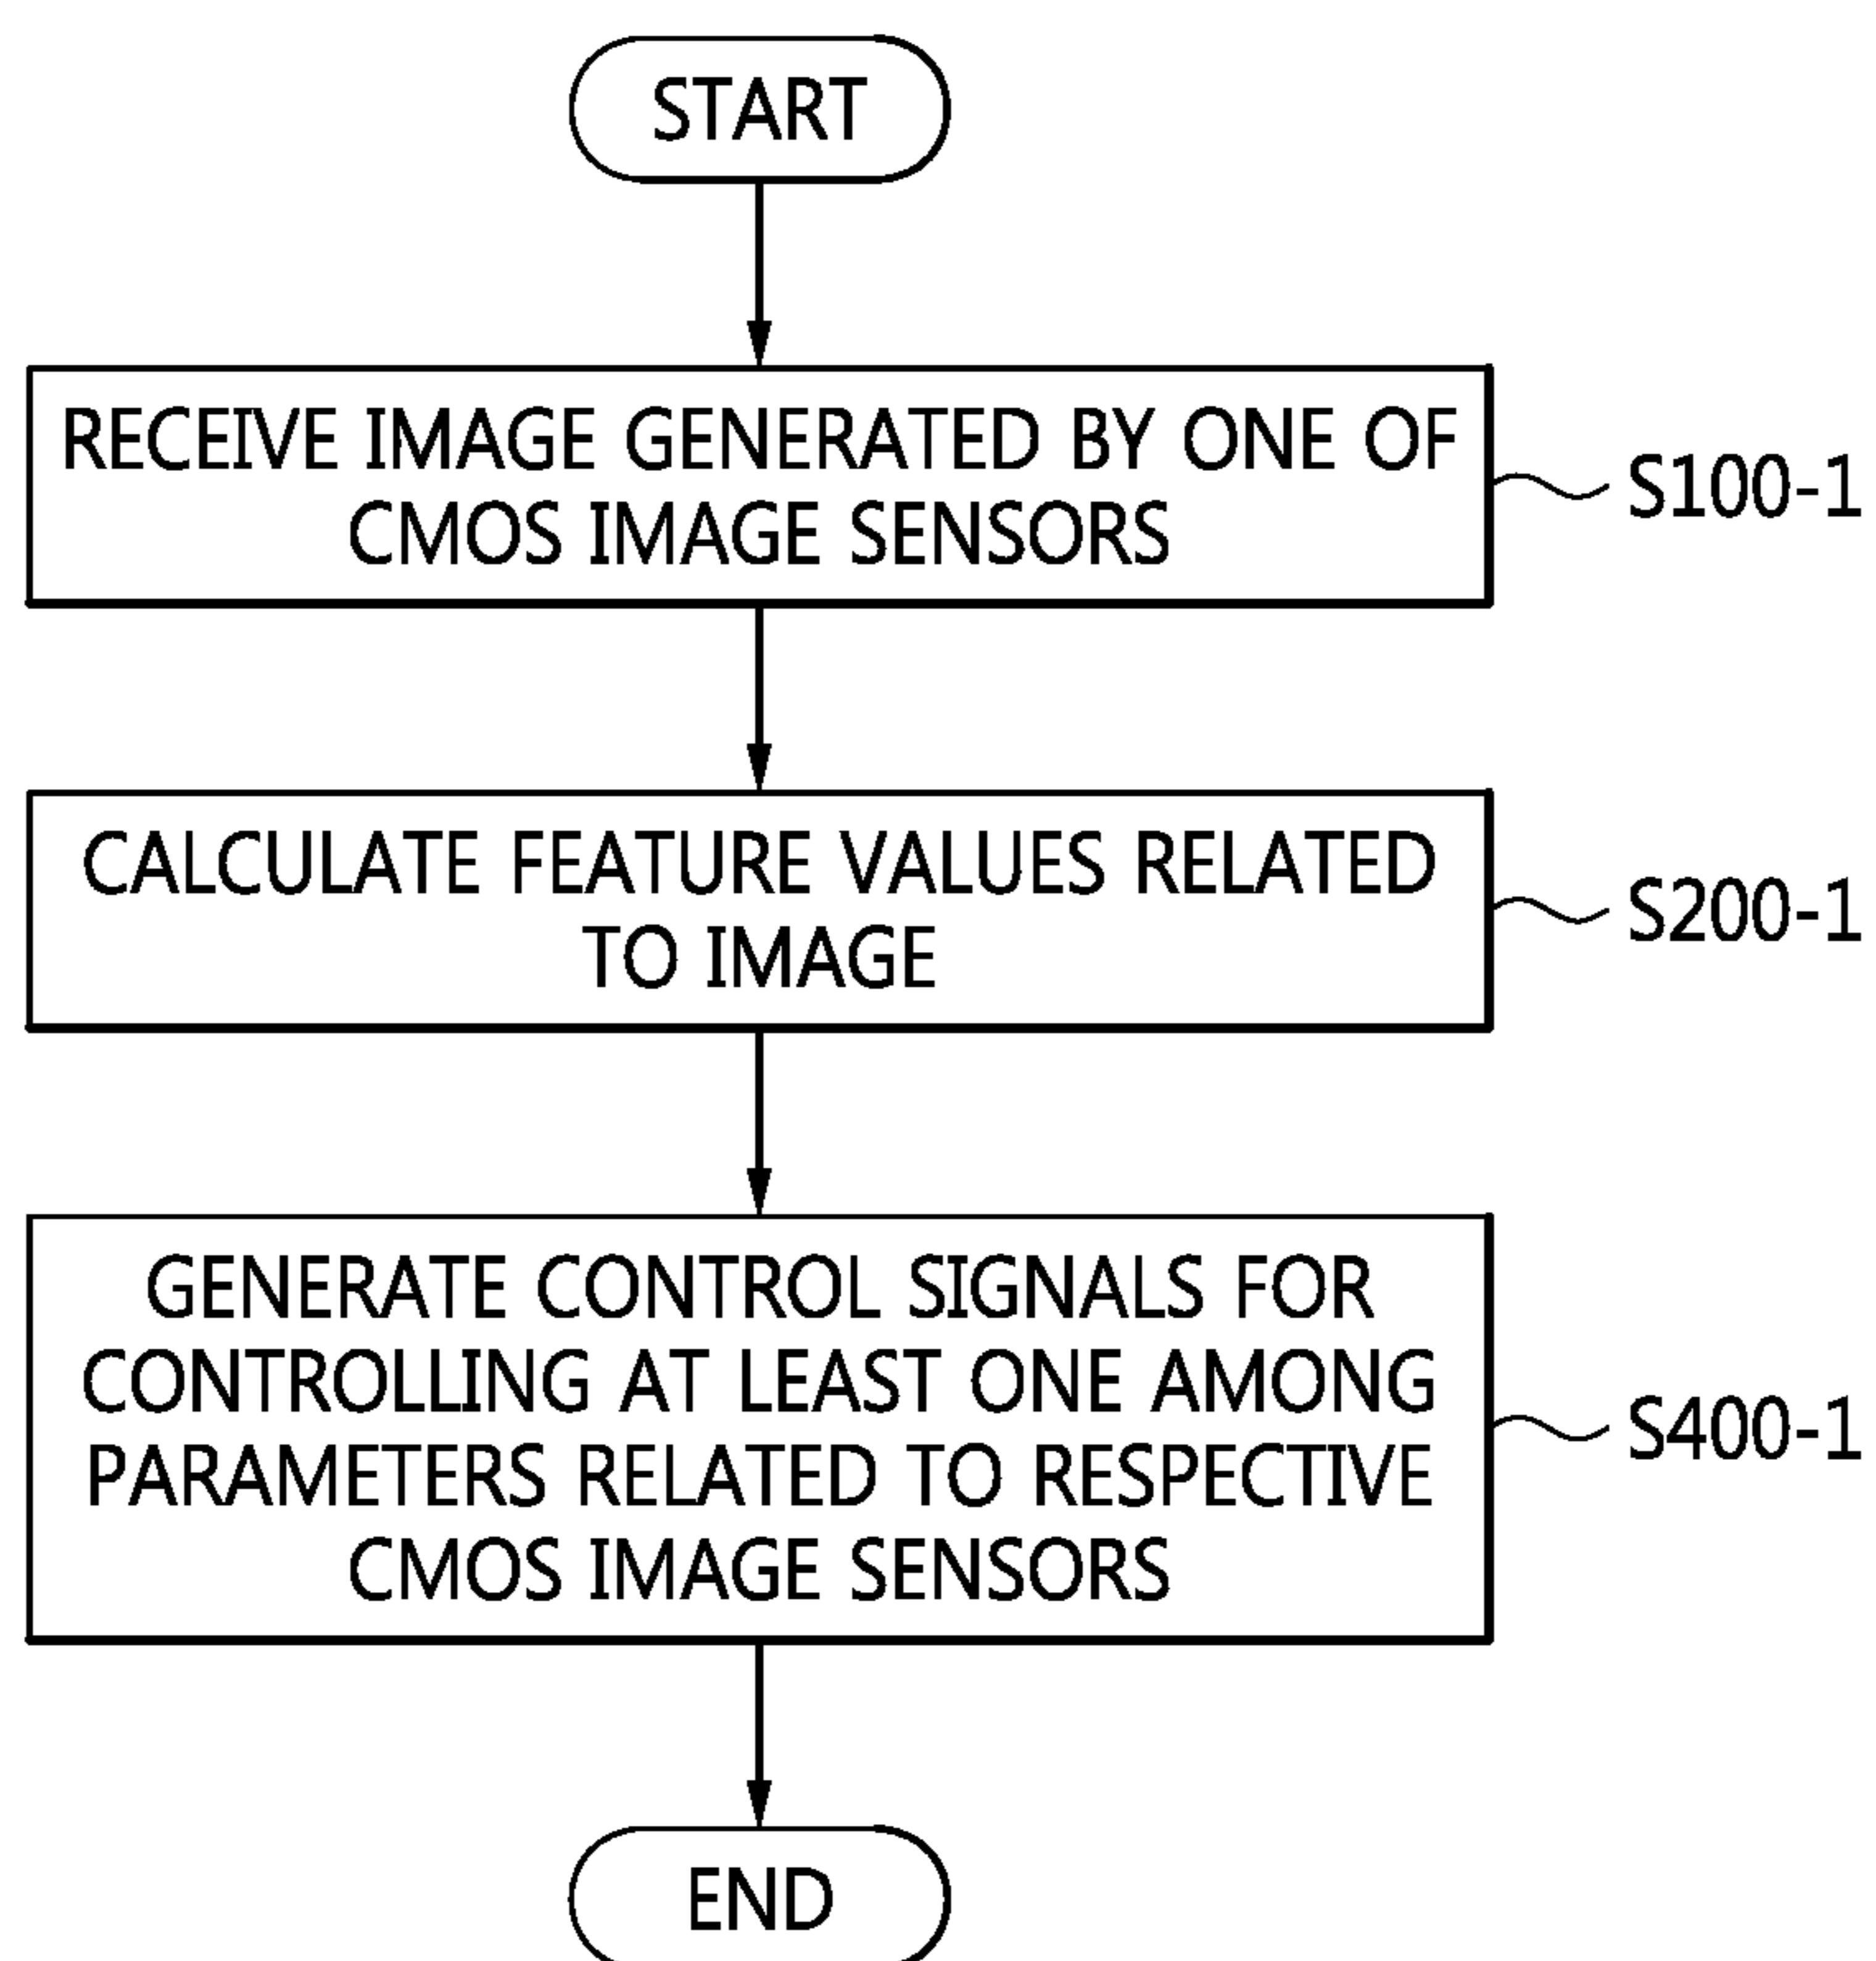 START
RECEIVE IMAGE GENERATED BY ONE OF
CMOS IMAGE SENSORS
S100-1
CALCULATE FEATURE VALUES RELATED
TO IMAGE
S200-1
GENERATE CONTROL SIGNALS FOR
CONTROLLING AT LEAST ONE AMONG
PARAMETERS RELATED TO RESPECTIVE
CMOS IMAGE SENSORS
S400-1
END